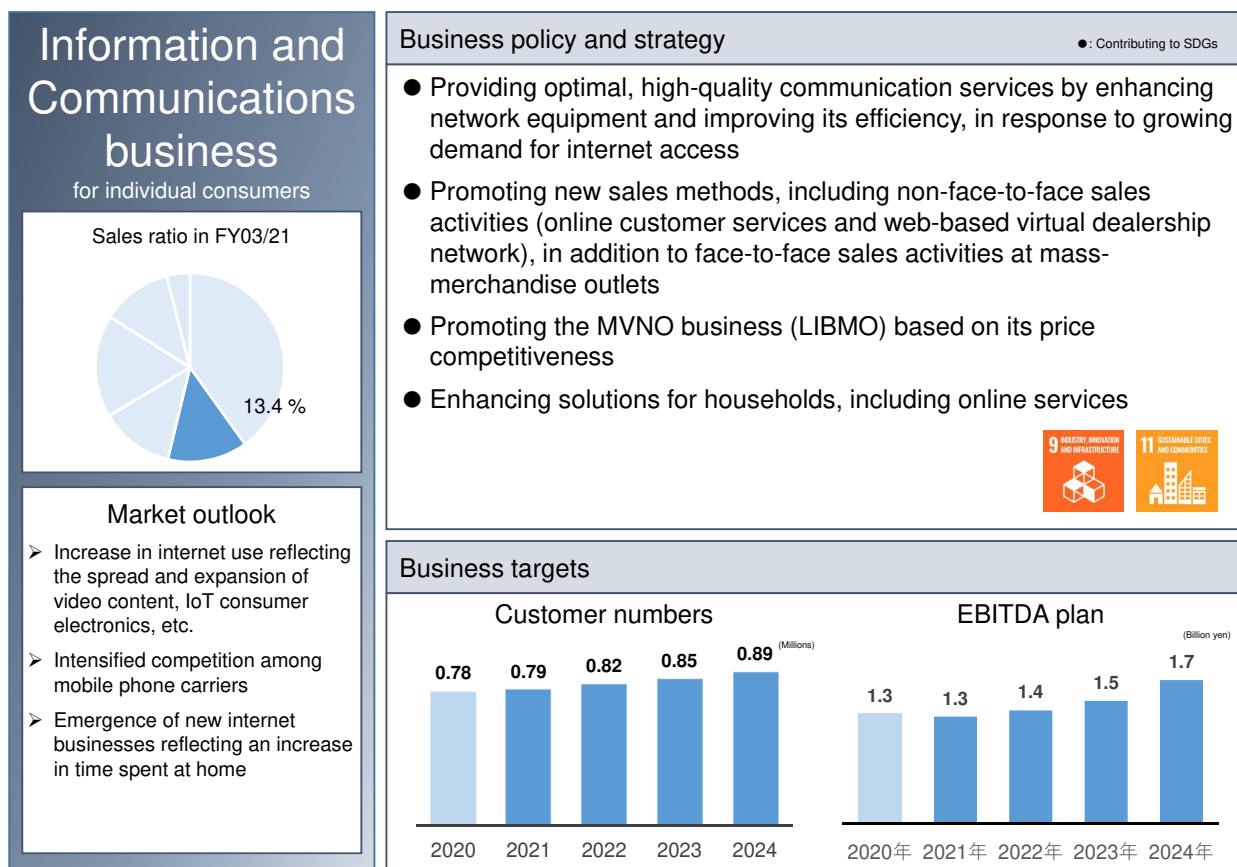 Information and
Communications
business
for individual consumers
Sales ratio in FY03/21
13.4 %
Market outlook
➢ Increase in internet use reflecting
the spread and expansion of
video content, IoT consumer
electronics, etc.
➢ Intensified competition among
mobile phone carriers
➢ Emergence of new internet
businesses reflecting an increase
in time spent at home
Business policy and strategy
●: Contributing to SDGs
● Providing optimal, high-quality communication services by enhancing
network equipment and improving its efficiency, in response to growing
demand for internet access
● Promoting new sales methods, including non-face-to-face sales
activities (online customer services and web-based virtual dealership
network), in addition to face-to-face sales activities at mass-
merchandise outlets
● Promoting the MVNO business (LIBMO) based on its price
competitiveness
● Enhancing solutions for households, including online services
9 INDUSTRY, INNOVATION
AND INFRASTRUCTURE
11 SUSTAINABLE CITIES
AND COMMUNITIES
Business targets
Customer numbers
(Millions)
0.78 0.79 0.82 0.85 0.89
2020 2021 2022 2023 2024
EBITDA plan
(Billion yen)
1.3 1.3 1.4 1.5 1.7
2020年 2021年 2022年 2023年 2024年